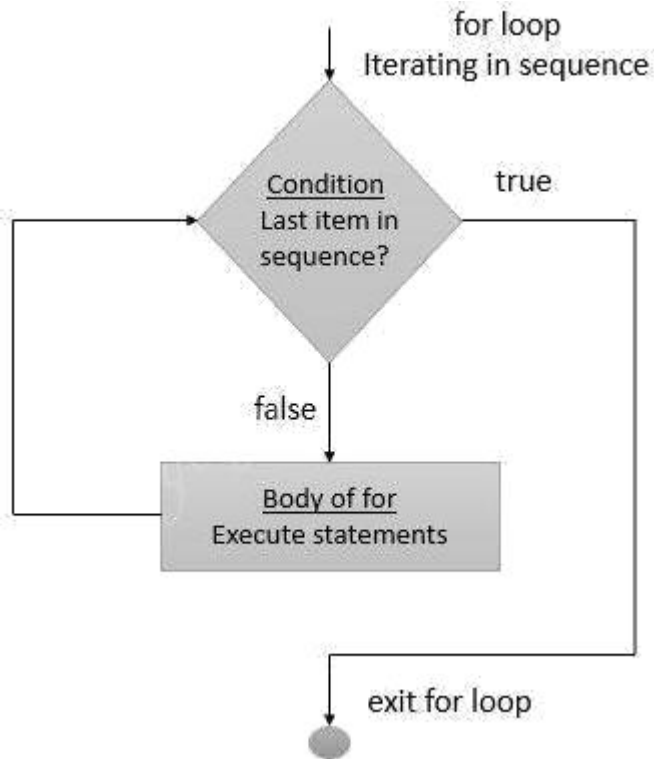 for loop
Iterating in sequence
Condition
Last item in
sequence?
true
false
Body of for
Execute statements
exit for loop